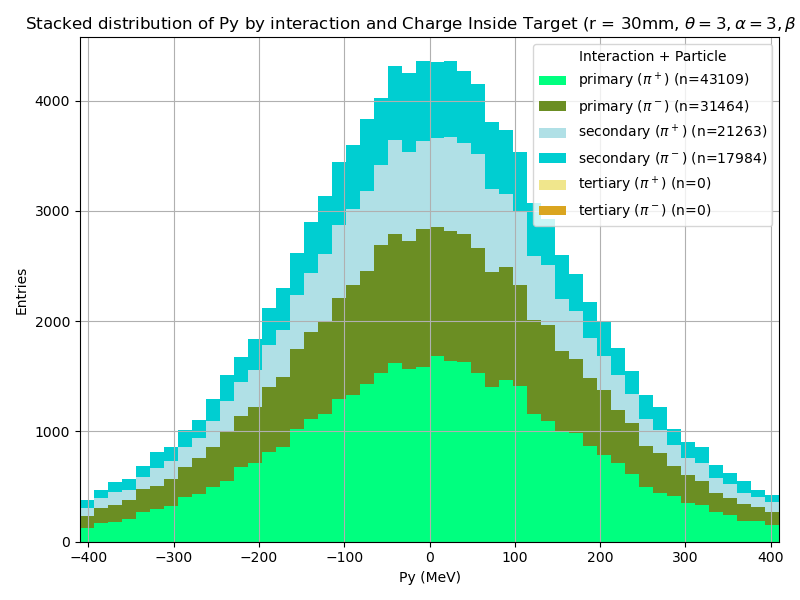 Stacked distribution of Py by interaction and Charge Inside Target (r = 30mm, θ = 3, α = 3, β
Interaction + Particle
primary (π⁺) (n=43109)
primary (π⁻) (n=31464)
secondary (π⁺) (n=21263)
secondary (π⁻) (n=17984)
tertiary (π⁺) (n=0)
tertiary (π⁻) (n=0)
4000
3000
2000
1000
0
Entries
−400 −300 −200 −100 0 100 200 300 400
Py (MeV)